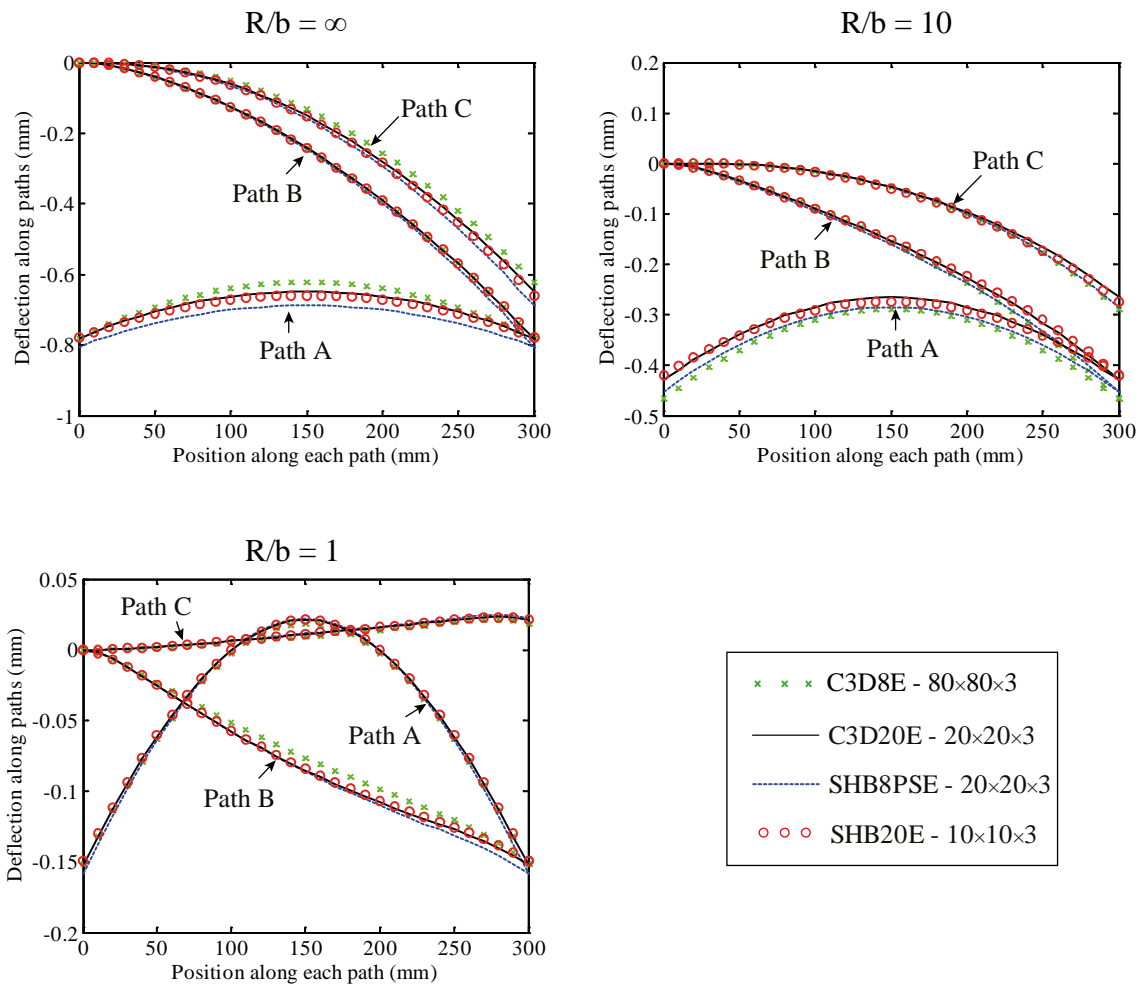 R/b = ∞
0
-0.2
-0.4
-0.6
-0.8
-1
Deflection along paths (mm)
Path C
Path B
Path A
0 50 100 150 200 250 300
Position along each path (mm)
R/b = 10
0.2
0.1
0
-0.1
-0.2
-0.3
-0.4
-0.5
Deflection along paths (mm)
Path C
Path B
Path A
0 50 100 150 200 250 300
Position along each path (mm)
R/b = 1
0.05
0
-0.05
-0.1
-0.15
-0.2
Deflection along paths (mm)
Path C
Path A
Path B
0 50 100 150 200 250 300
Position along each path (mm)
C3D8E - 80×80×3
C3D20E - 20×20×3
SHB8PSE - 20×20×3
SHB20E - 10×10×3